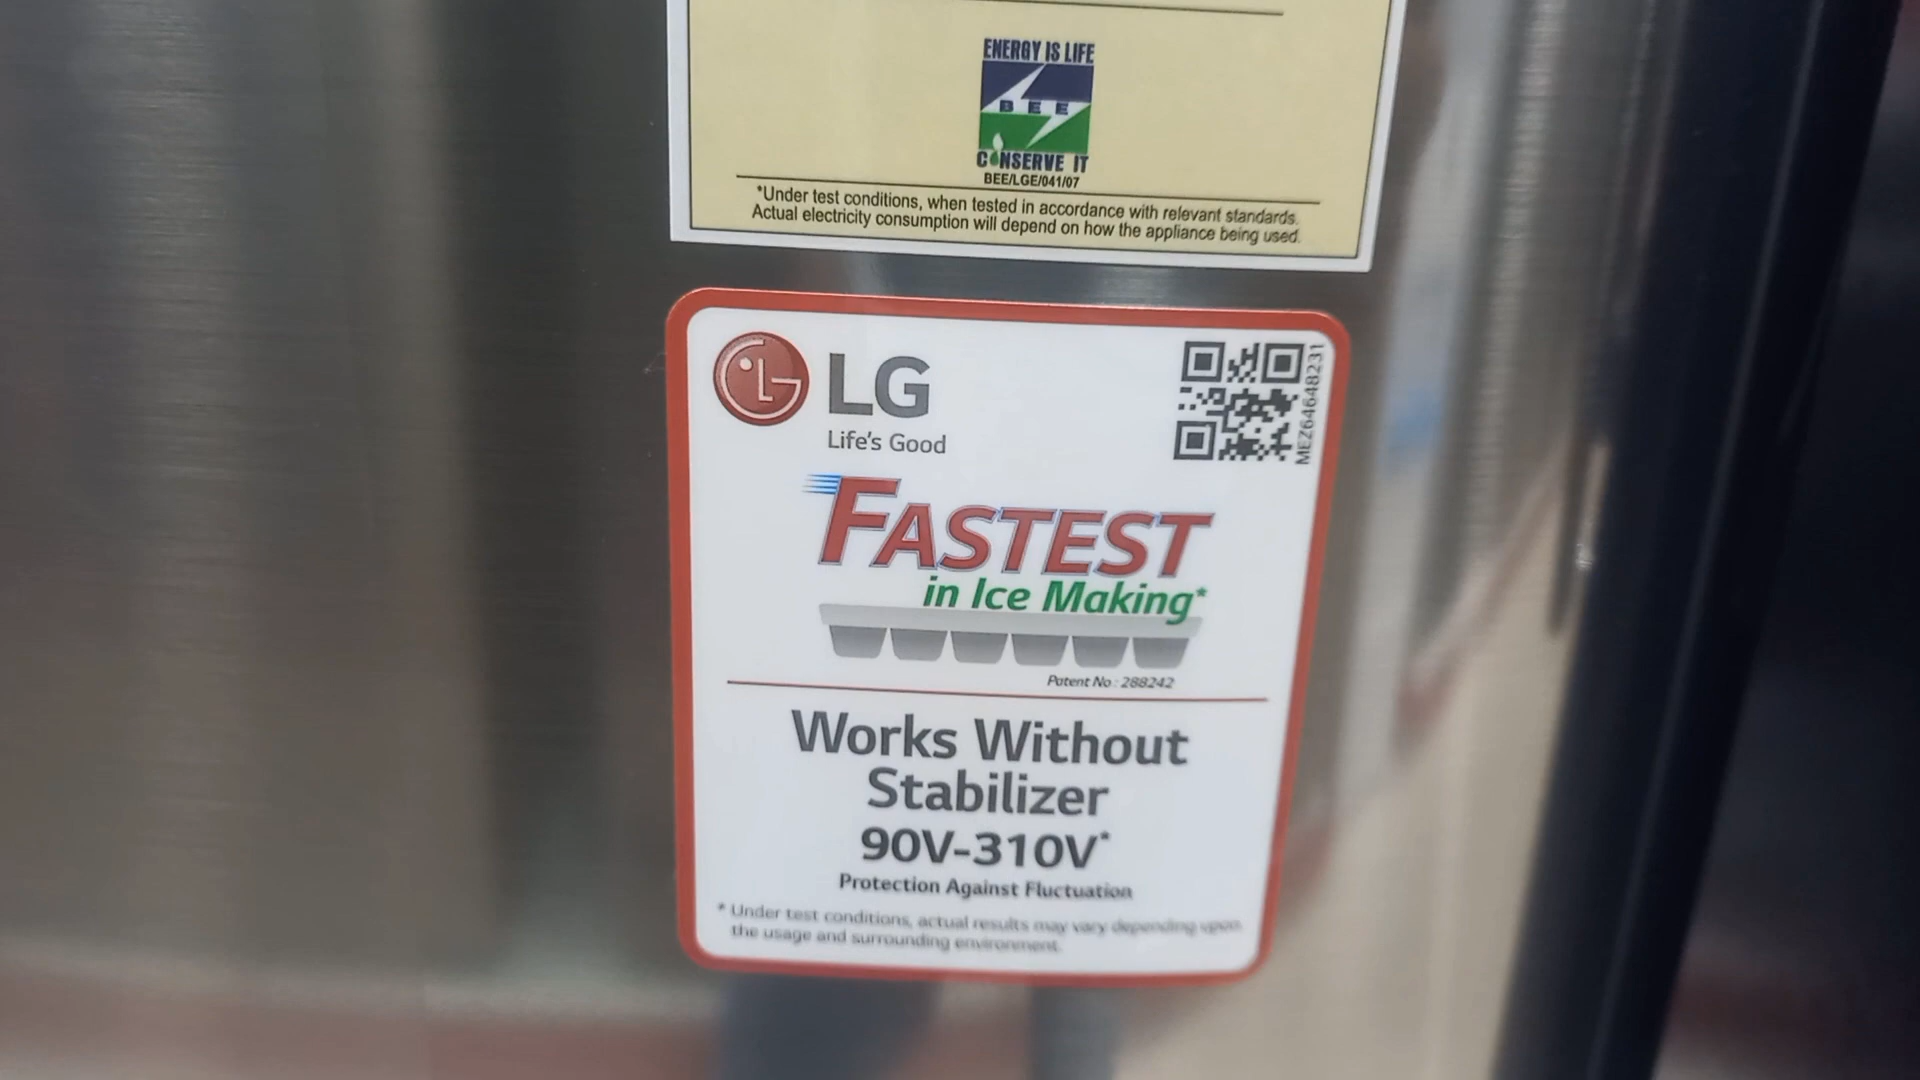 ENERGY IS LIFE
BEE
CONSERVE IT
BEE/LGE/041/07
*Under test conditions, when tested in accordance with relevant standards.
Actual electricity consumption will depend on how the appliance being used.
LG
LG
Life's Good
MEZ64648231
FASTEST
in Ice Making*
Patent No : 288242
Works Without
Stabilizer
90V-310V*
Protection Against Fluctuation
* Under test conditions, actual results may vary depending upon
the usage and surrounding environment.